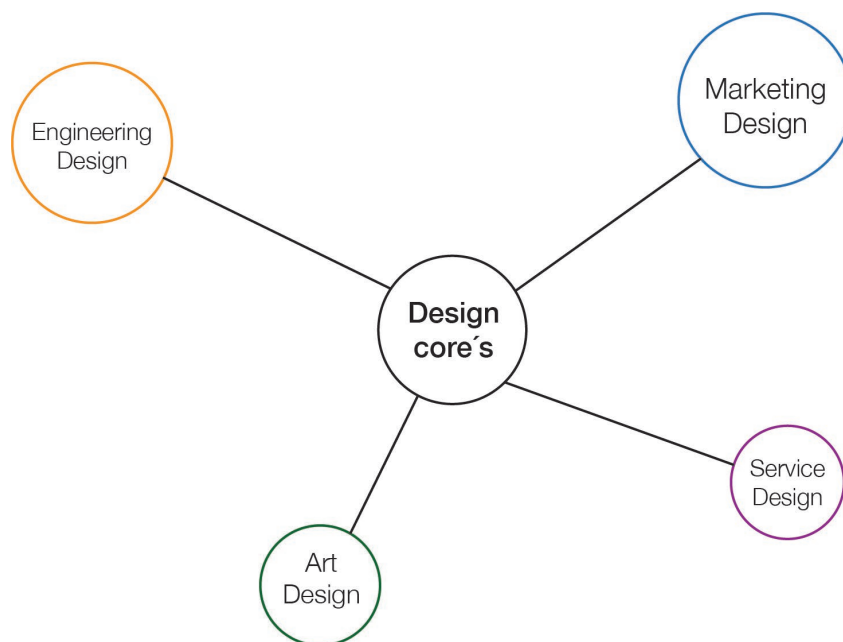 Engineering
Design
Marketing
Design
Design
core´s
Service
Design
Art
Design